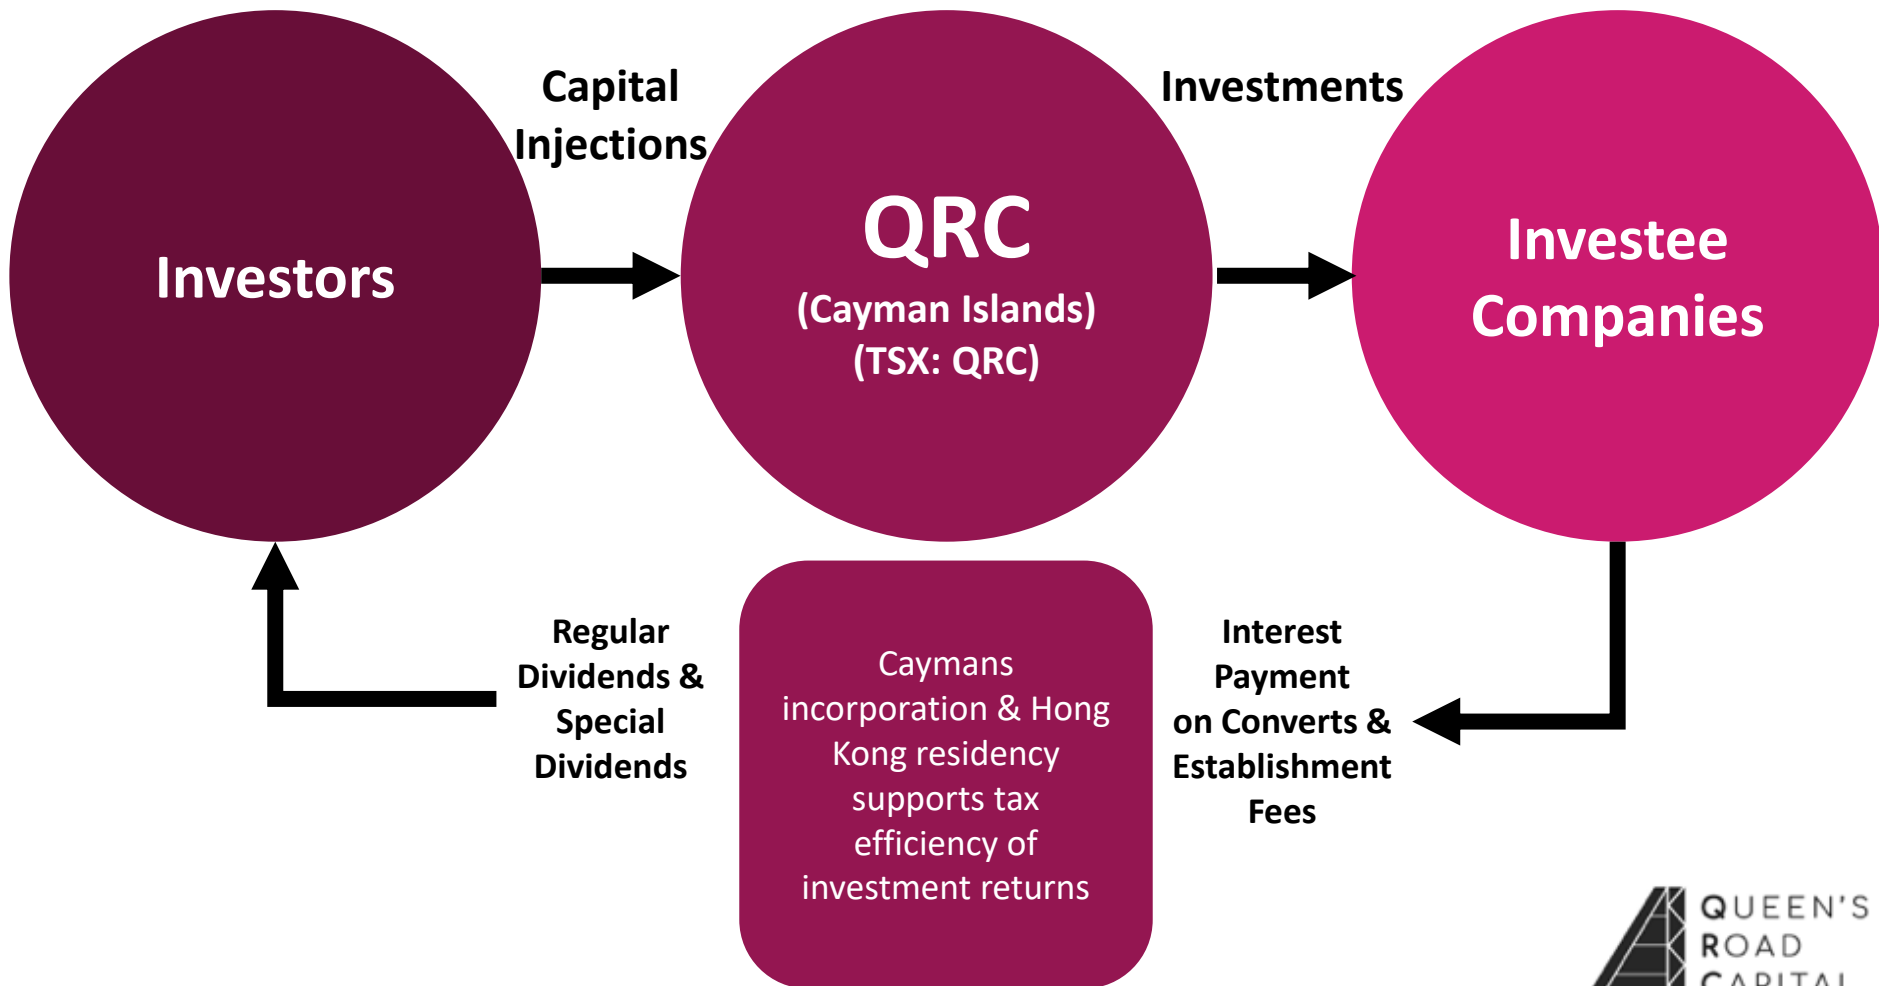 Capital
Injections
Investments
Investors
QRC
(Cayman Islands)
(TSX: QRC)
Investee
Companies
Regular
Dividends &
Special
Dividends
Caymans
incorporation & Hong
Kong residency
supports tax
efficiency of
investment returns
Interest
Payment
on Converts &
Establishment
Fees
QUEEN'S
ROAD
CAPITAL